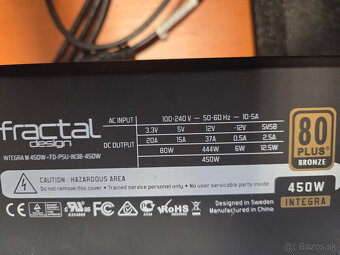 fractal
design
INTEGRA M 450W-FD-PSU-IN3B-450W
AC INPUT 100-240 V ~ 50-60 Hz ~ 10-5A
DC OUTPUT 3.3V 5V 12V -12V 5VSB
20A 15A 37A 0.5A 2.5A
80W 444W 6W 12.5W
450W
80
PLUS
BRONZE
CAUTION : HAZARDOUS AREA
Do not remove this cover • Trained service personnel only • No serviceable components inside
450W
INTEGRA
RoHS
Designed in Sweden
Manufactured in China
bazos.sk